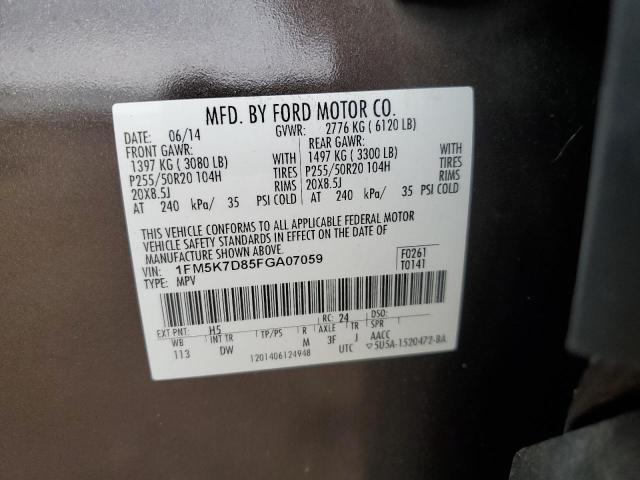 MFD. BY FORD MOTOR CO.
DATE: 06/14 GVWR: 2776 KG ( 6120 LB)
FRONT GAWR: REAR GAWR:
1397 KG ( 3080 LB) WITH 1497 KG ( 3300 LB) WITH
P255/50R20 104H TIRES P255/50R20 104H TIRES
20X8.5J RIMS 20X8.5J RIMS
AT 240 kPa/ 35 PSI COLD AT 240 kPa/ 35 PSI COLD
THIS VEHICLE CONFORMS TO ALL APPLICABLE FEDERAL MOTOR
VEHICLE SAFETY STANDARDS IN EFFECT ON THE DATE OF
MANUFACTURE SHOWN ABOVE.
VIN: 1FM5K7D85FGA07059 F0261
TYPE: MPV T0141
EXT PNT: H5 RC: 24 DSO:
WB INT TR TP/PS R AXLE TR SPR
113 DW M 3F J AACC
1201406124948 UTC ▽5U5A-1520472-BA